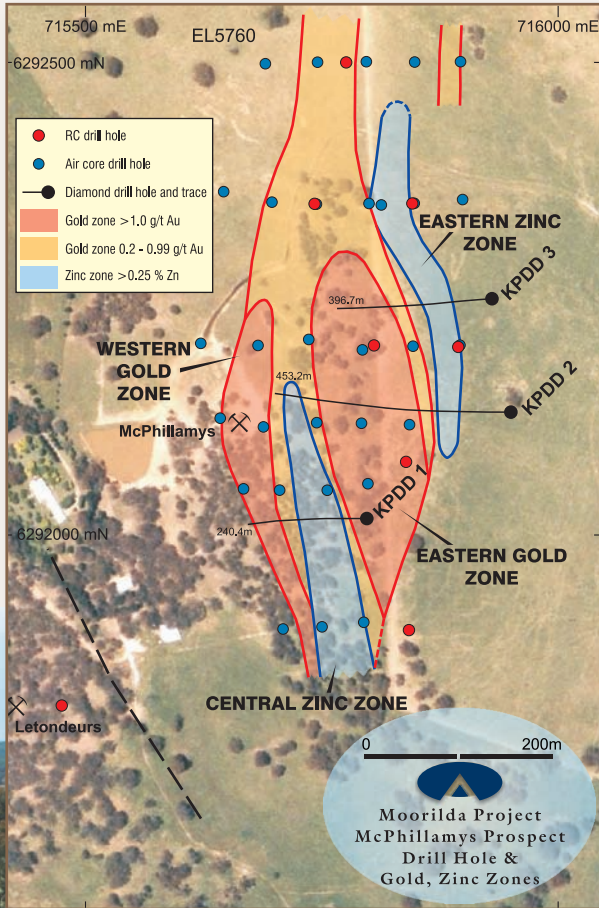 715500 mE
716000 mE
EL5760
6292500 mN
RC drill hole
Air core drill hole
Diamond drill hole and trace
Gold zone >1.0 g/t Au
Gold zone 0.2 - 0.99 g/t Au
Zinc zone >0.25 % Zn
EASTERN ZINC
ZONE
KPDD 3
396.7m
WESTERN
GOLD
ZONE
453.2m
KPDD 2
McPhillamys
KPDD 1
240.4m
6292000 mN
EASTERN GOLD
ZONE
CENTRAL ZINC ZONE
Letondeurs
0
200m
Moorilda Project
McPhillamys Prospect
Drill Hole &
Gold, Zinc Zones